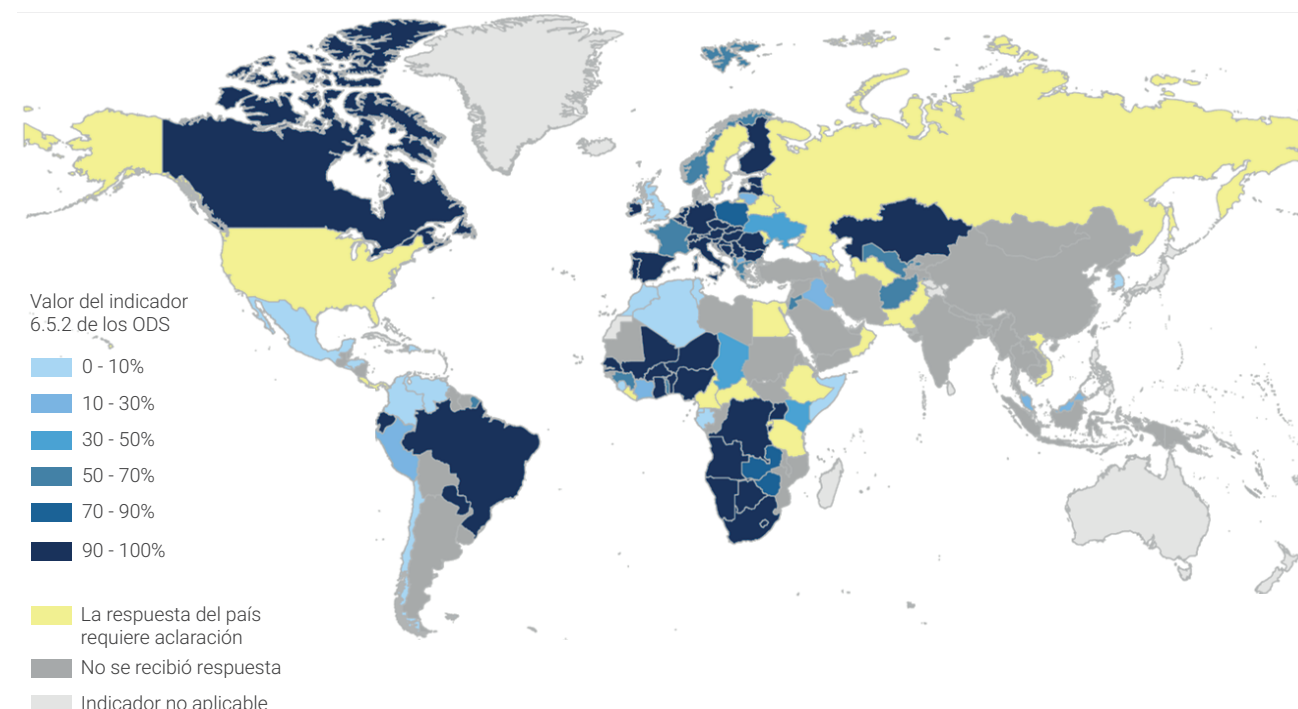 Valor del indicador
6.5.2 de los ODS
0 - 10%
10 - 30%
30 - 50%
50 - 70%
70 - 90%
90 - 100%
La respuesta del país
requiere aclaración
No se recibió respuesta
Indicador no aplicable